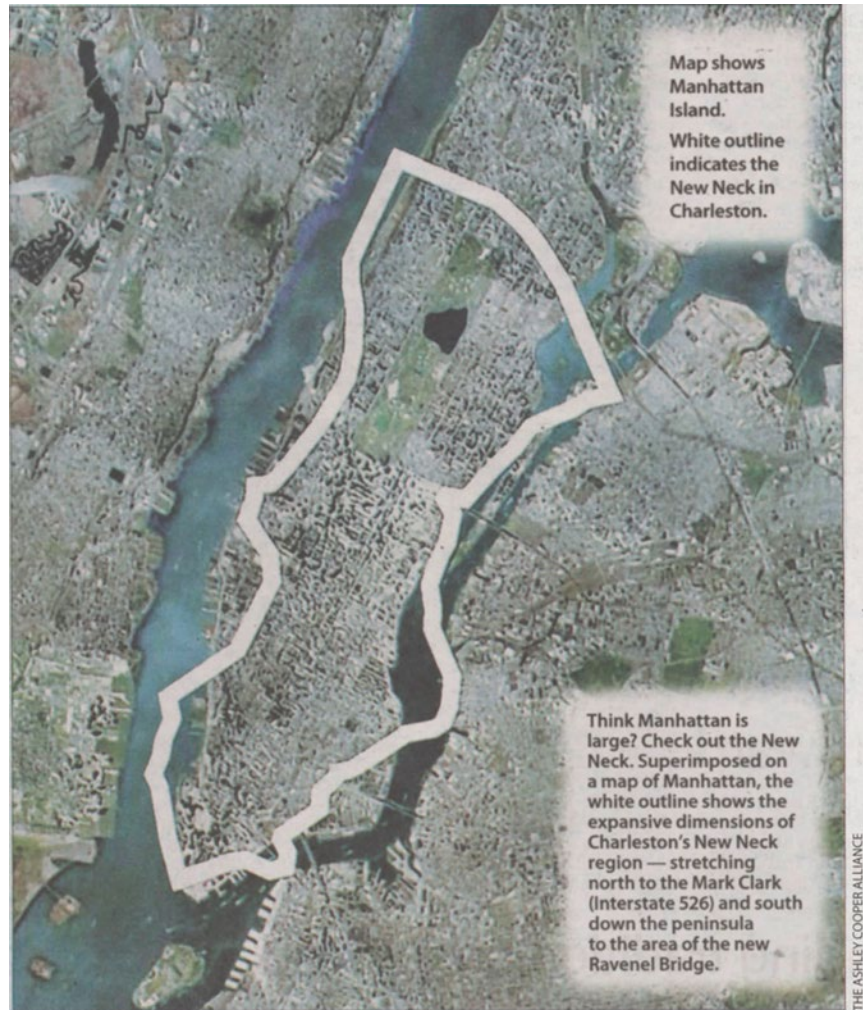 Map shows
Manhattan
Island.
White outline
indicates the
New Neck in
Charleston.
Think Manhattan is
large? Check out the New
Neck. Superimposed on
a map of Manhattan, the
white outline shows the
expansive dimensions of
Charleston's New Neck
region — stretching
north to the Mark Clark
(Interstate 526) and south
down the peninsula
to the area of the new
Ravenel Bridge.
THE ASHLEY COOPER ALLIANCE